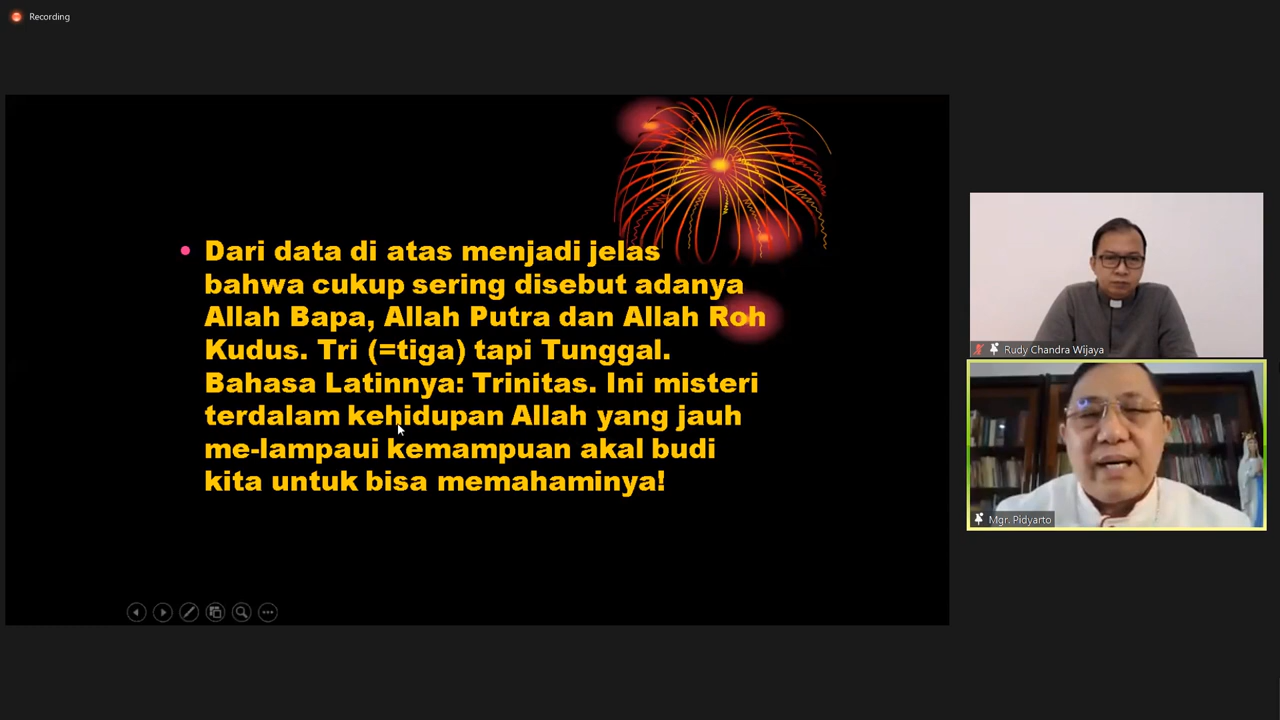 Recording
Dari data di atas menjadi jelas
bahwa cukup sering disebut adanya
Allah Bapa, Allah Putra dan Allah Roh
Kudus. Tri (=tiga) tapi Tunggal.
Bahasa Latinnya: Trinitas. Ini misteri
terdalam kehidupan Allah yang jauh
me-lampaui kemampuan akal budi
kita untuk bisa memahaminya!
Rudy Chandra Wijaya
Mgr. Pidyarto